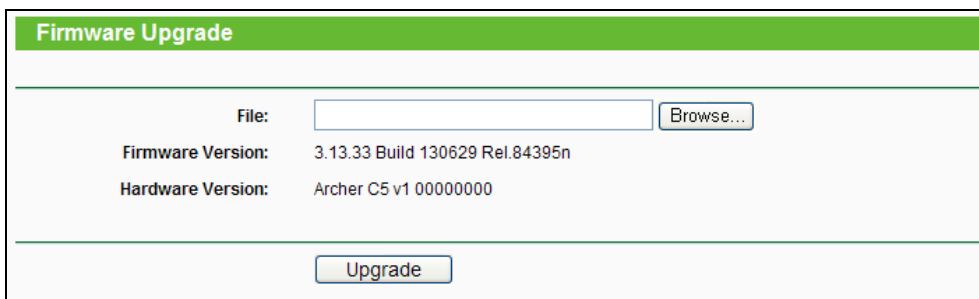 Firmware Upgrade
File: Browse...
Firmware Version: 3.13.33 Build 130629 Rel.84395n
Hardware Version: Archer C5 v1 00000000
Upgrade